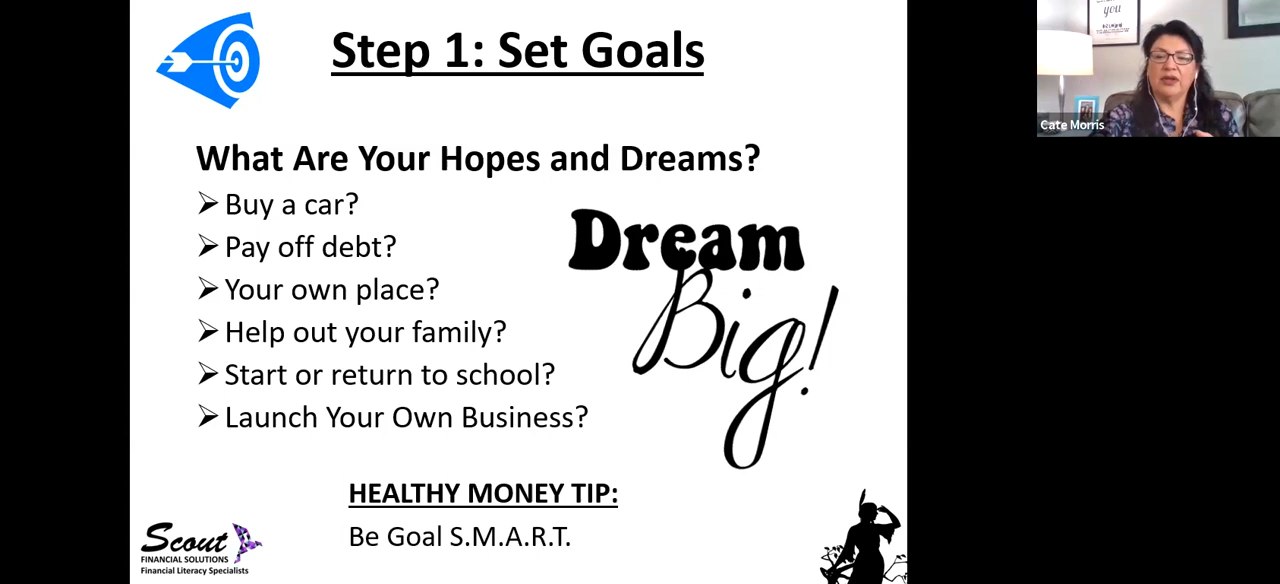 Step 1: Set Goals
What Are Your Hopes and Dreams?
Buy a car?
Pay off debt?
Your own place?
Help out your family?
Start or return to school?
Launch Your Own Business?
Dream
Big!
HEALTHY MONEY TIP:
Be Goal S.M.A.R.T.
Scout
FINANCIAL SOLUTIONS
Financial Literacy Specialists
you
Cate Morris